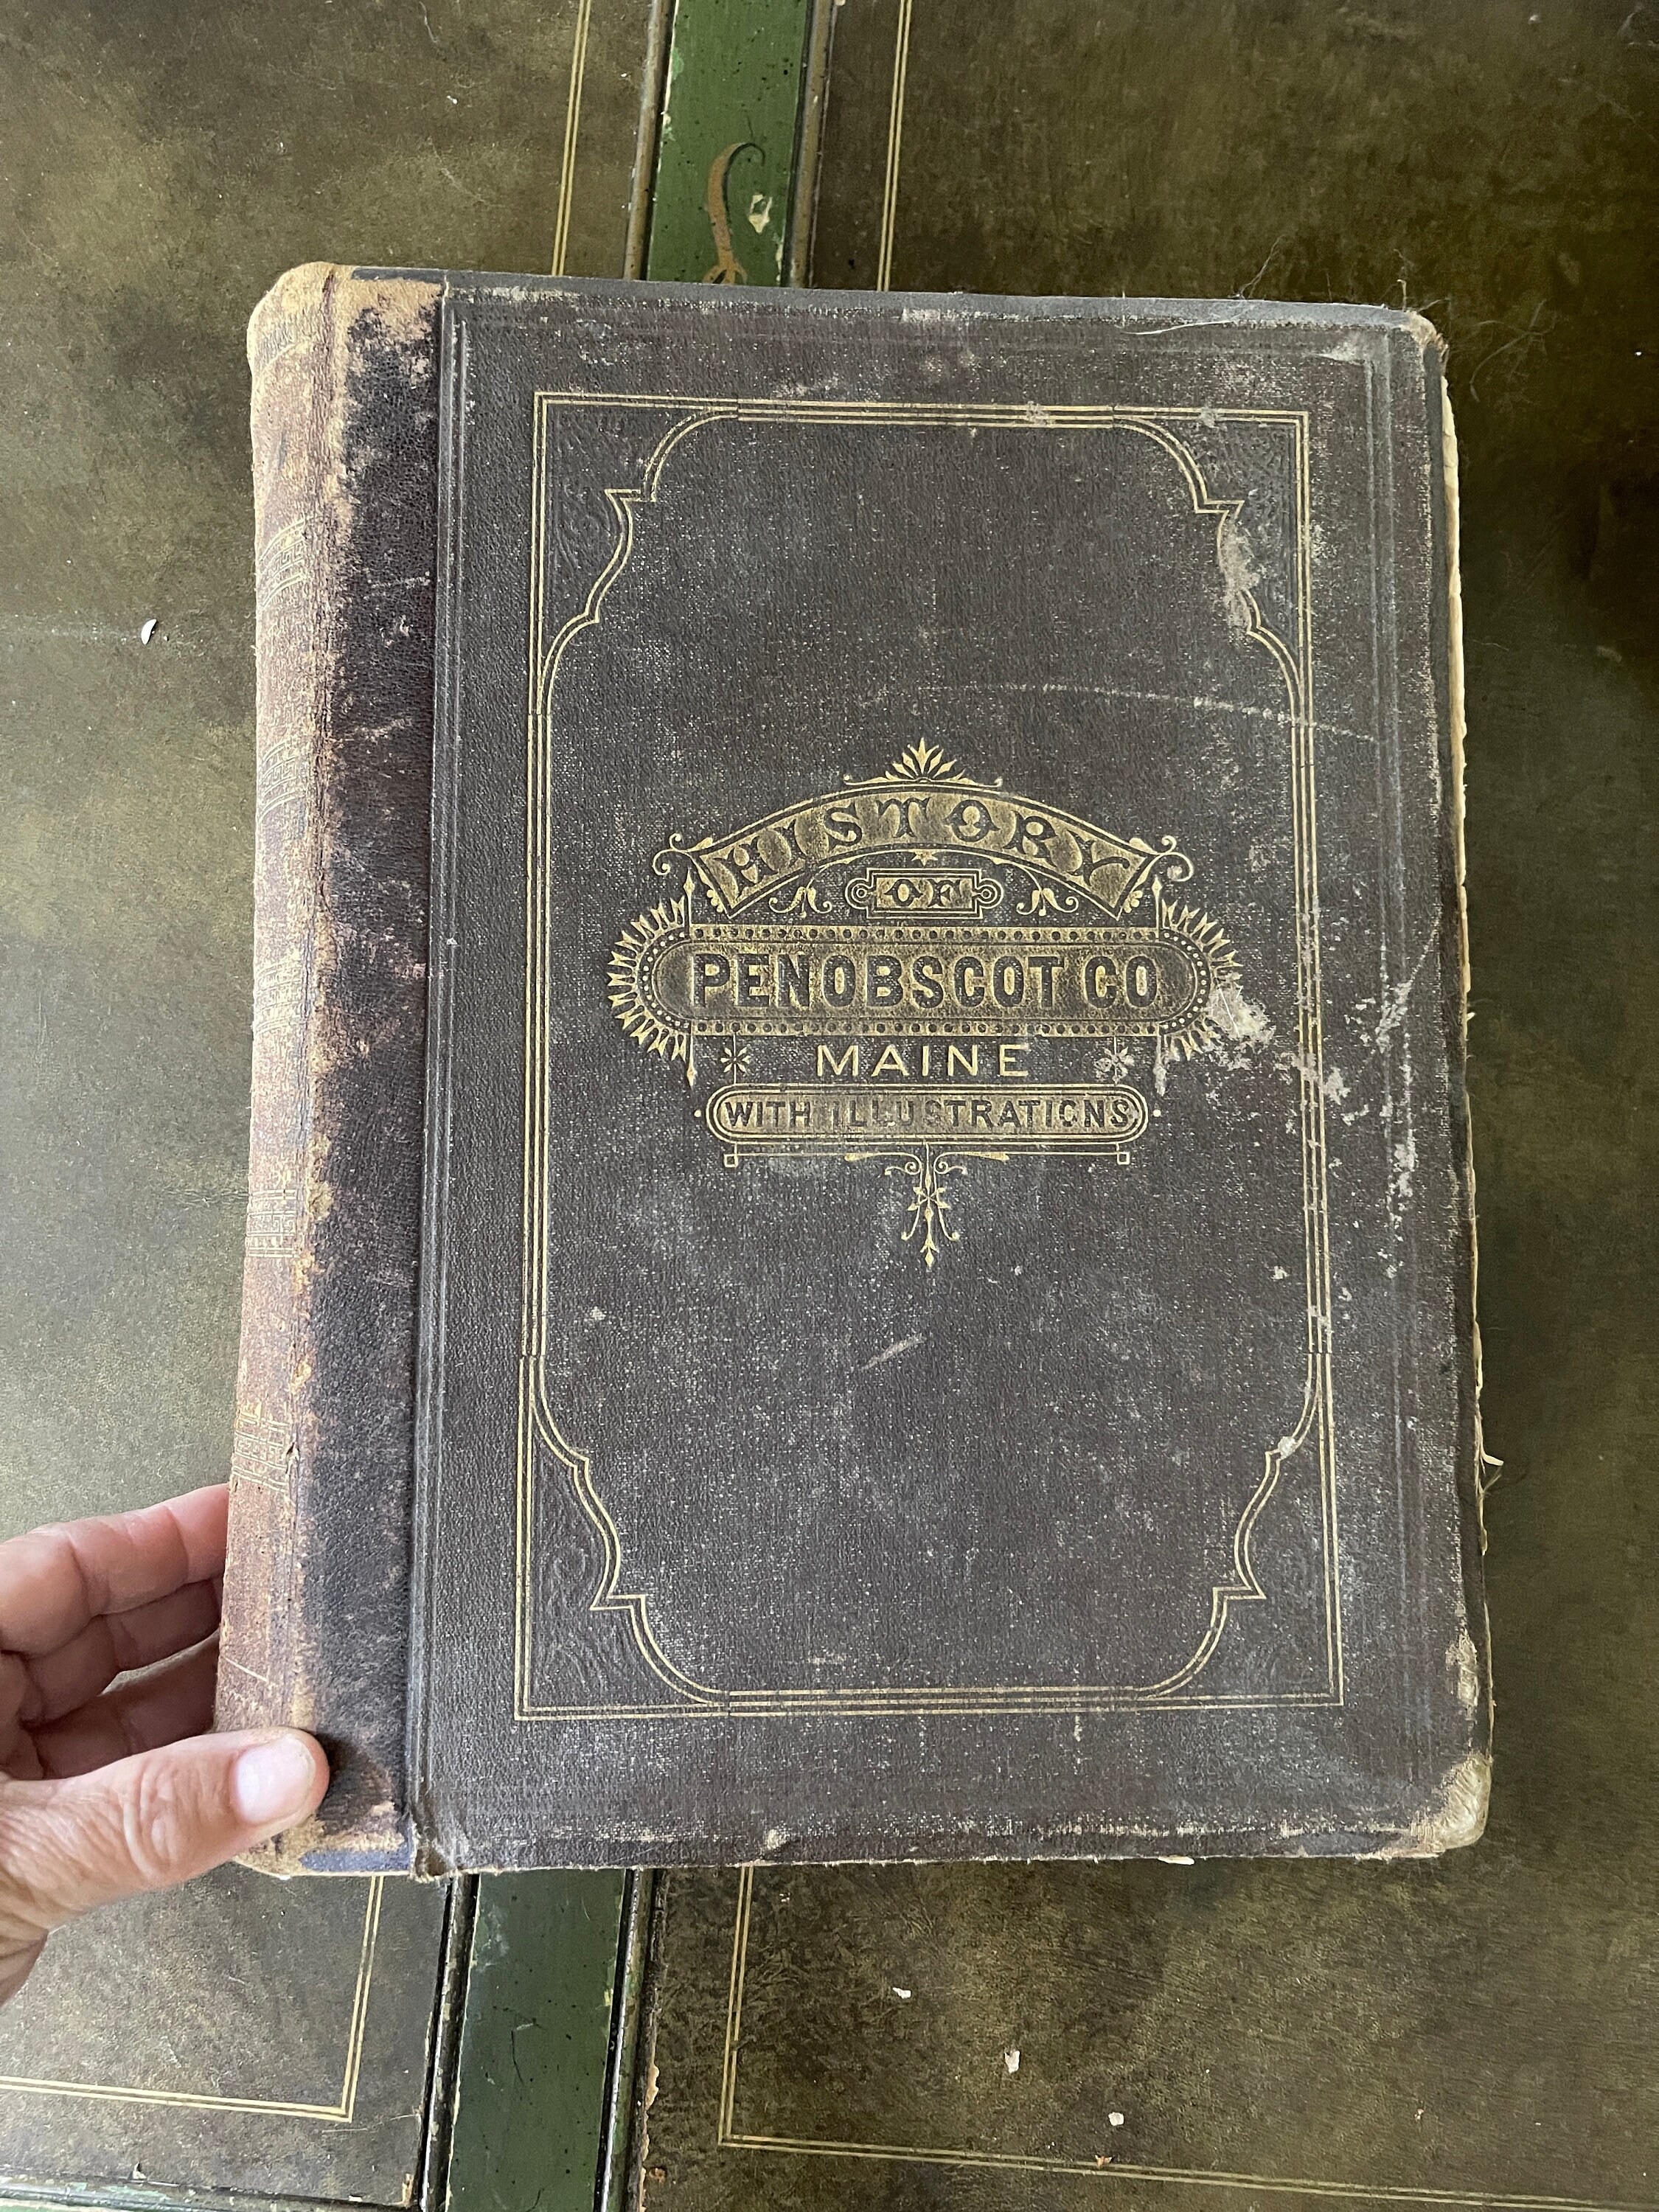 HISTORY
OF
PENOBSCOT CO
MAINE
WITH ILLUSTRATIONS